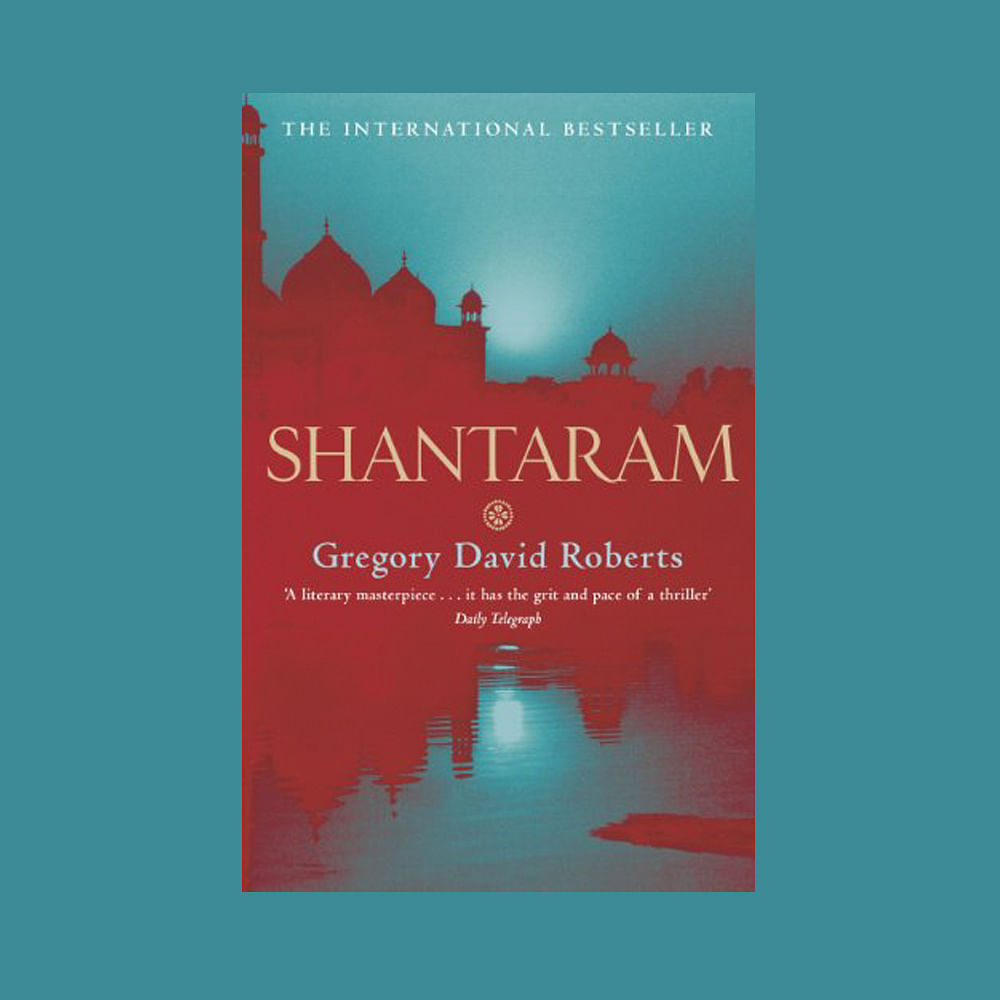 THE INTERNATIONAL BESTSELLER
SHANTARAM
Gregory David Roberts
‘A literary masterpiece . . . it has the grit and pace of a thriller’
Daily Telegraph